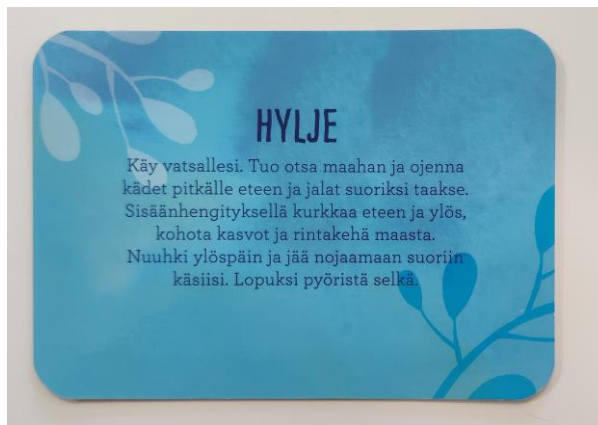 HYLJE
Käy vatsallesi. Tuo otsa maahan ja ojenna
kädet pitkälle eteen ja jalat suoriksi taakse.
Sisäänhengityksellä kurkkaa eteen ja ylös,
kohota kasvot ja rintakehä maasta.
Nuuhki ylöspäin ja jää nojaamaan suoriin
käsiisi. Lopuksi pyöristä selkä.